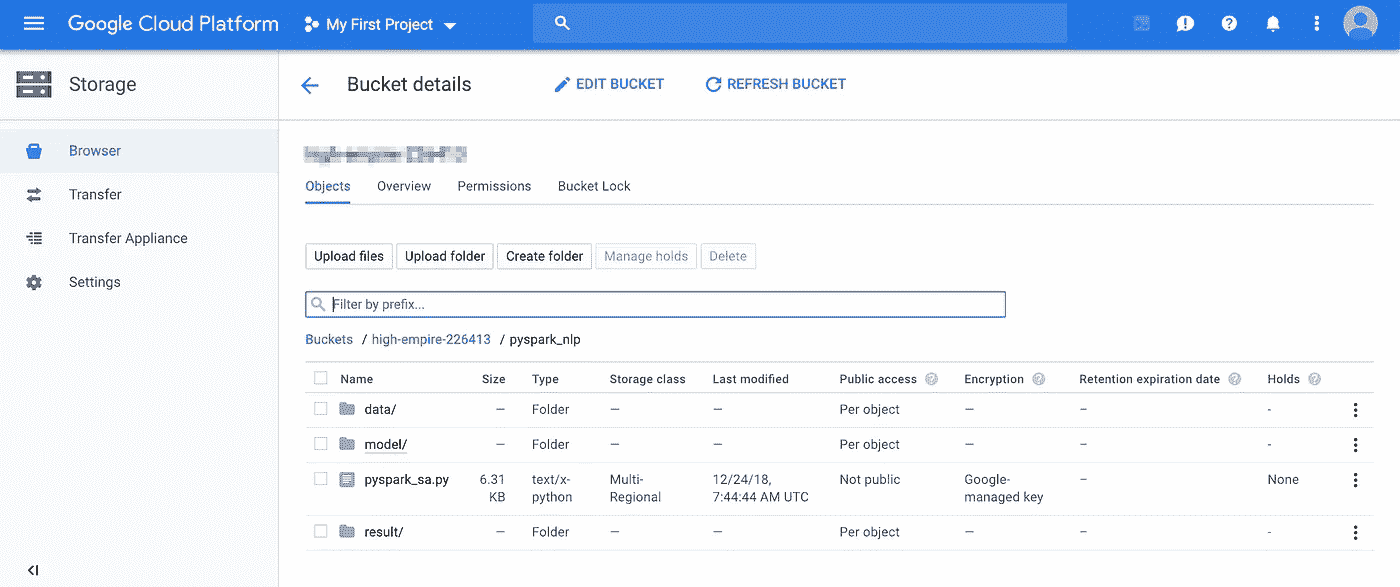 Google Cloud Platform My First Project
Storage Bucket details EDIT BUCKET REFRESH BUCKET
Browser
Transfer
Transfer Appliance
Settings
Objects Overview Permissions Bucket Lock
Upload files Upload folder Create folder Manage holds Delete
Filter by prefix...
Buckets / high-empire-226413 / pyspark_nlp
Name Size Type Storage class Last modified Public access Encryption Retention expiration date Holds
data/ – Folder – – Per object – – -
model/ – Folder – – Per object – – -
pyspark_sa.py 6.31 text/x- Multi- 12/24/18, Not public Google- – None
KB python Regional 7:44:44 AM UTC managed key
result/ – Folder – – Per object – – -